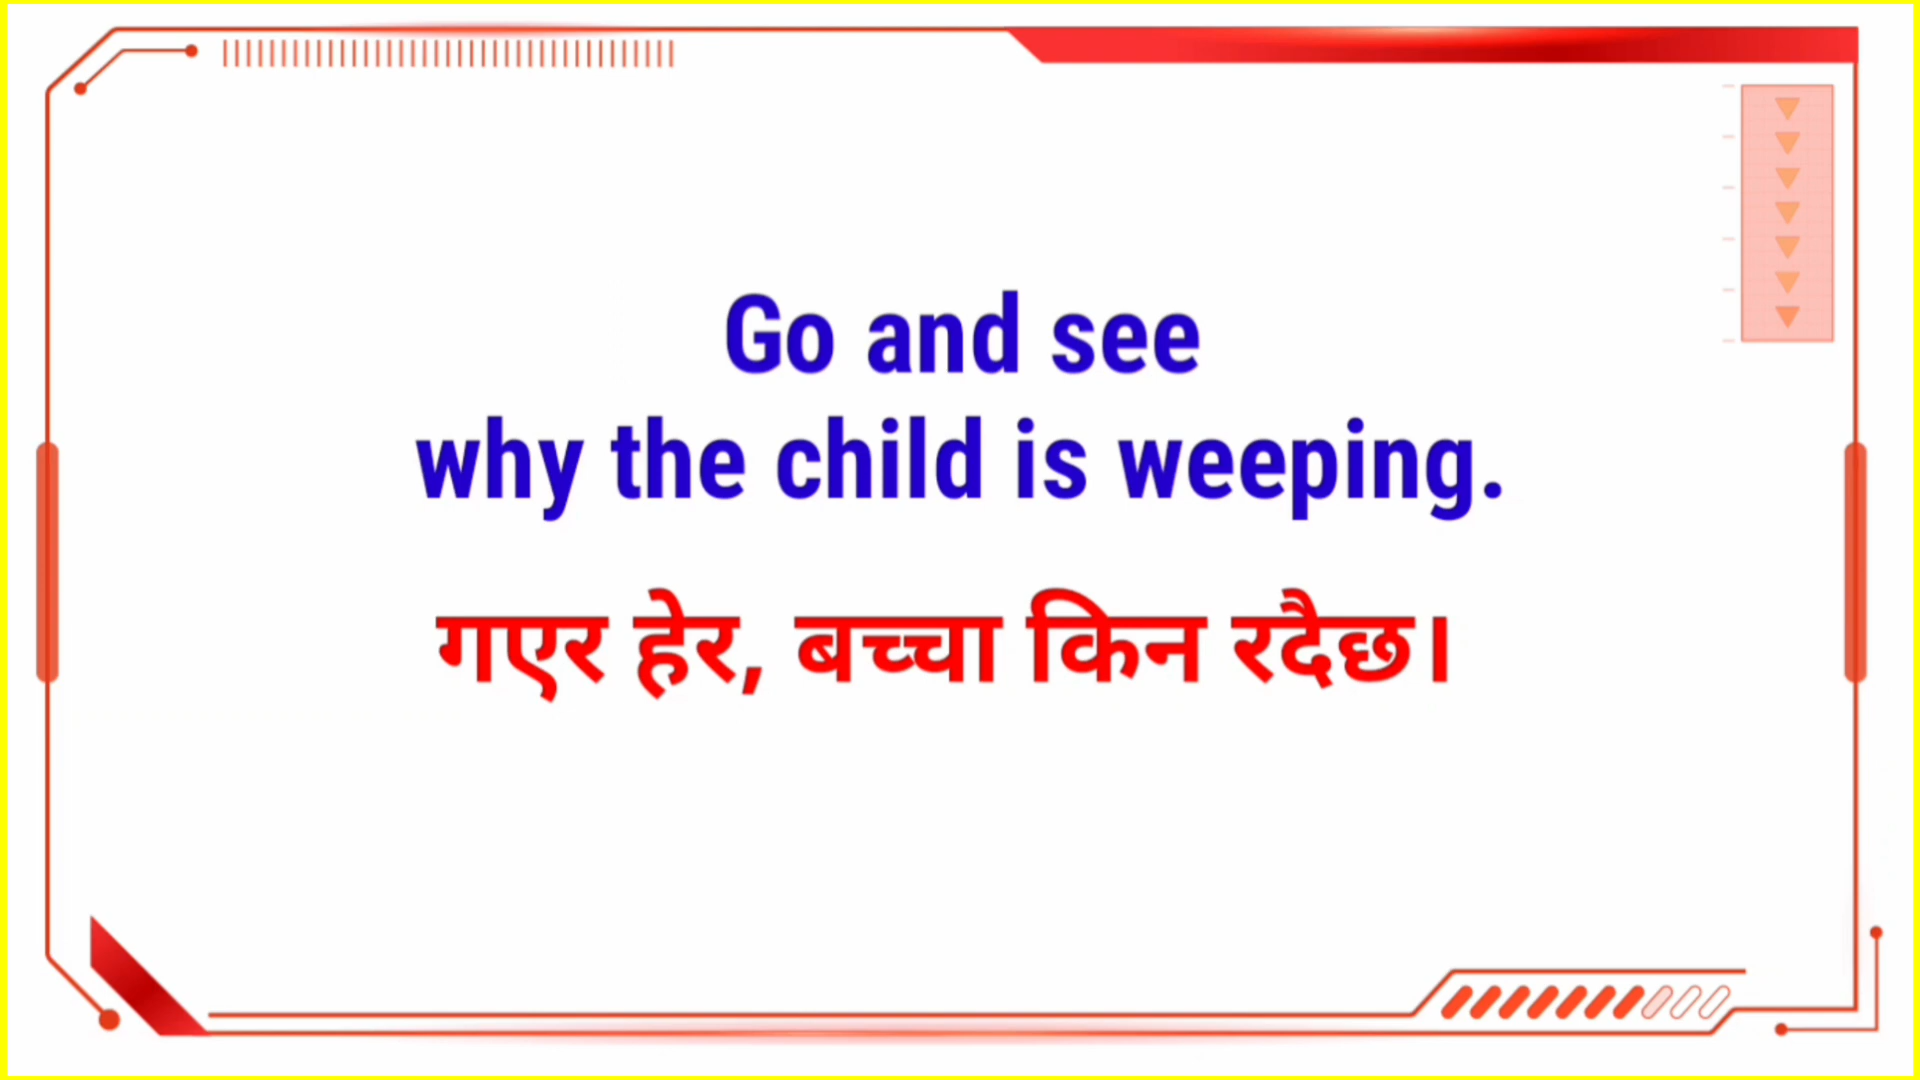 Go and see
why the child is weeping.
गएर हेर, बच्चा किन रदैछ।